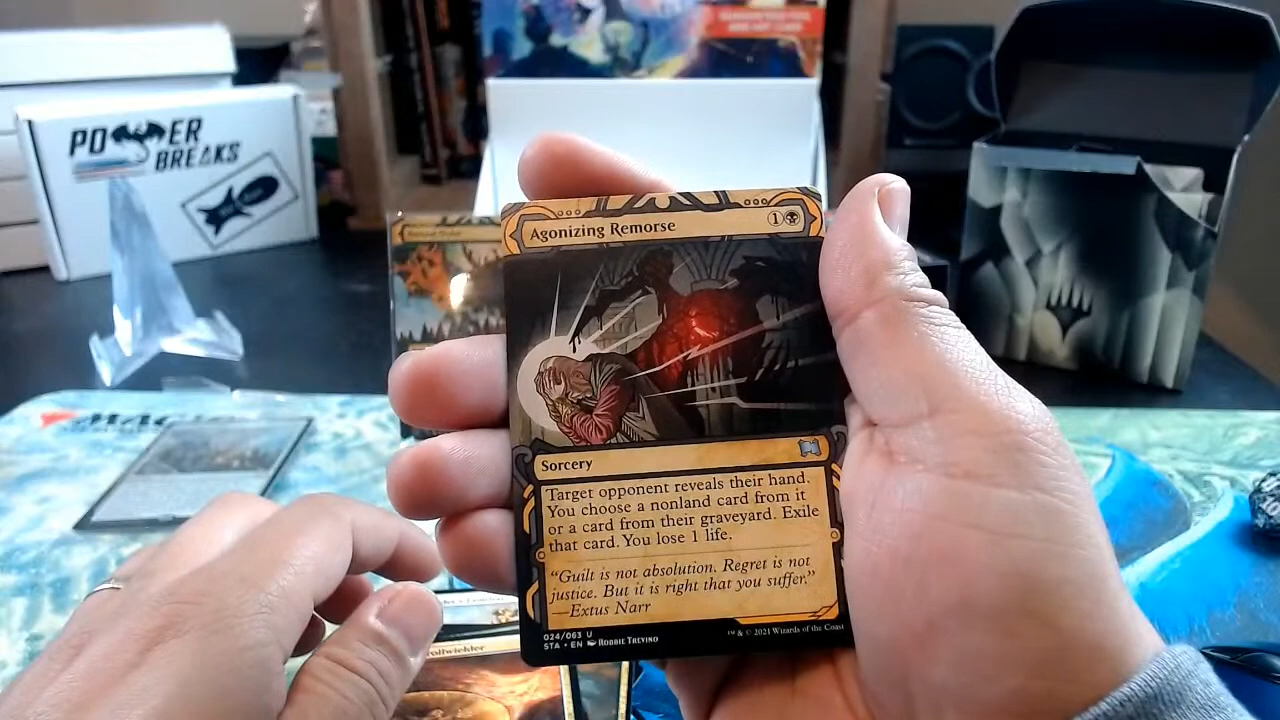 POWER
BREAKS
MAGIC
Agonizing Remorse
1
Sorcery
Target opponent reveals their hand.
You choose a nonland card from it
or a card from their graveyard. Exile
that card. You lose 1 life.
“Guilt is not absolution. Regret is not
justice. But it is right that you suffer.”
—Extus Narr
024/063 U
STA • EN ROBBIE TREVINO
™ & © 2021 Wizards of the Coast